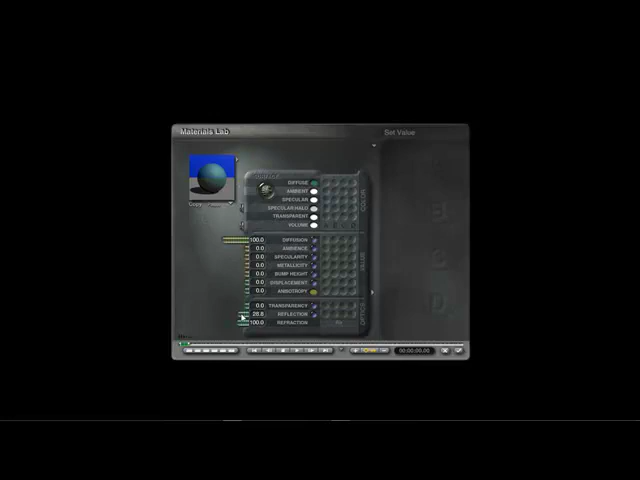 Materials Lab
Set Value
Copy Paste
DIFFUSE
AMBIENT
SPECULAR
SPECULAR HALO
TRANSPARENT
VOLUME
COLOR
100.0 DIFFUSION
0.0 AMBIENCE
0.0 SPECULARITY
0.0 METALLICITY
0.0 BUMP HEIGHT
0.0 DISPLACEMENT
0.0 ANISOTROPY
VALUE
0.0 TRANSPARENCY
28.8 REFLECTION
100.0 REFRACTION
OPTICS
B
C
D
00:00:00.00